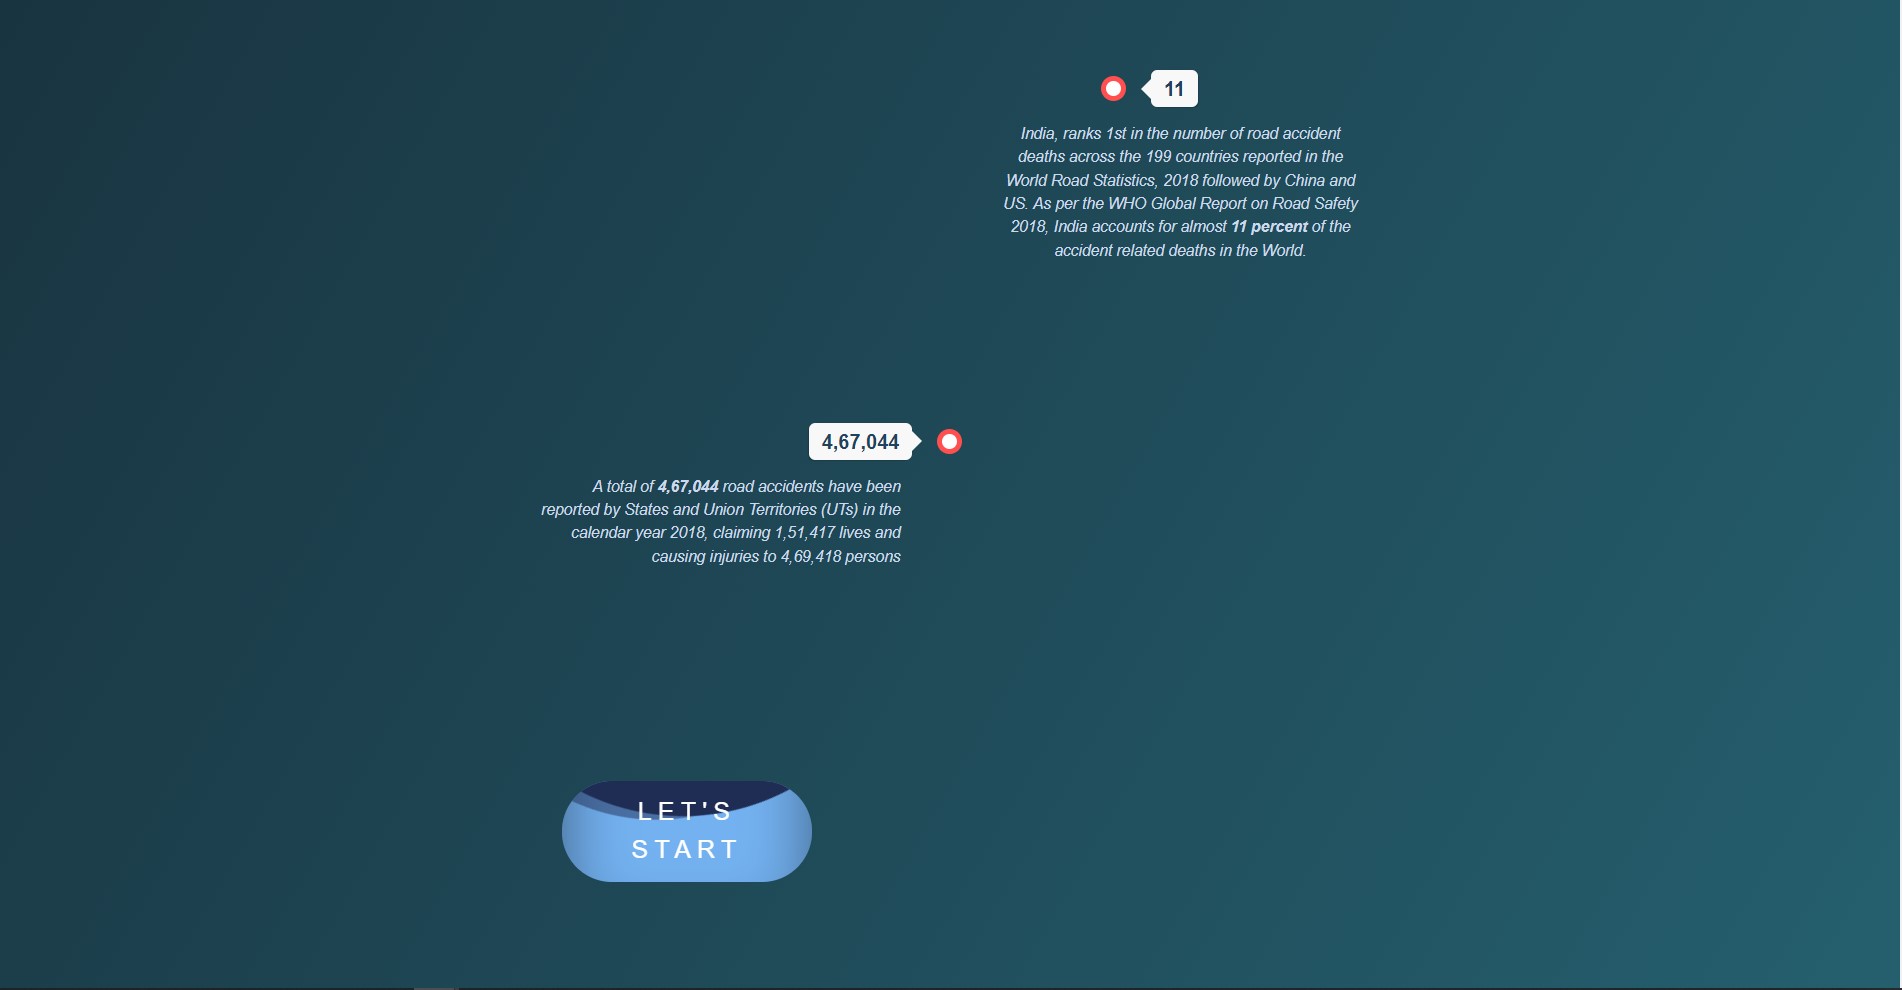 11
India, ranks 1st in the number of road accident
deaths across the 199 countries reported in the
World Road Statistics, 2018 followed by China and
US. As per the WHO Global Report on Road Safety
2018, India accounts for almost 11 percent of the
accident related deaths in the World.
4,67,044
A total of 4,67,044 road accidents have been
reported by States and Union Territories (UTs) in the
calendar year 2018, claiming 1,51,417 lives and
causing injuries to 4,69,418 persons
LET'S
START